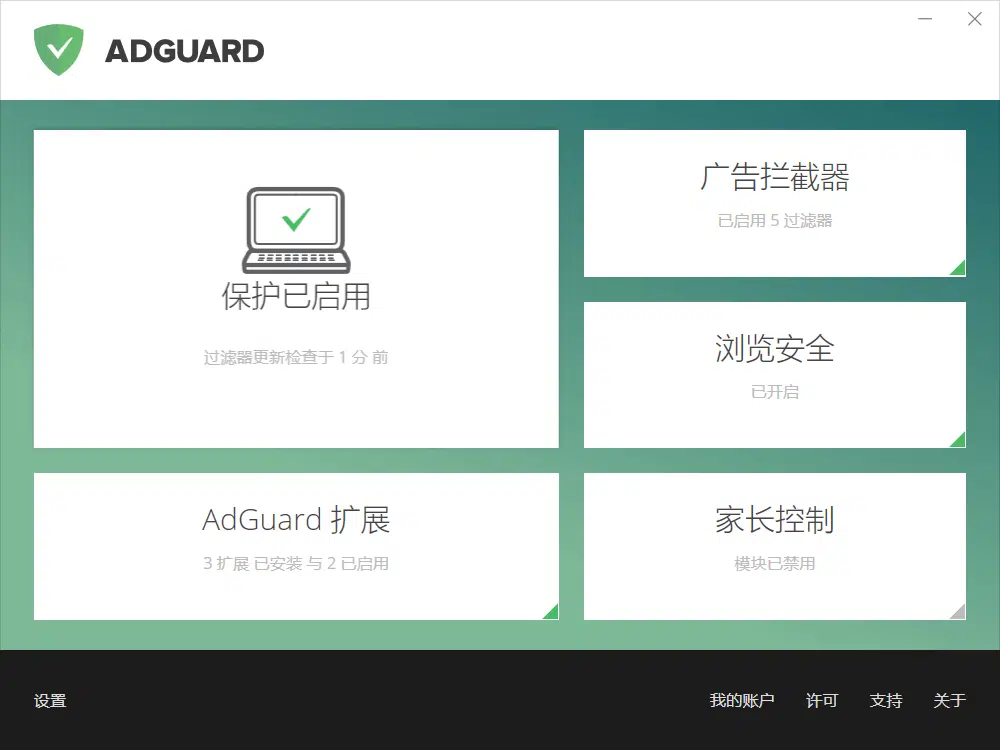 ADGUARD
保护已启用
过滤器更新检查于 1 分 前
广告拦截器
已启用 5 过滤器
浏览安全
已开启
AdGuard 扩展
3 扩展 已安装 与 2 已启用
家长控制
模块已禁用
设置
我的账户 许可 支持 关于